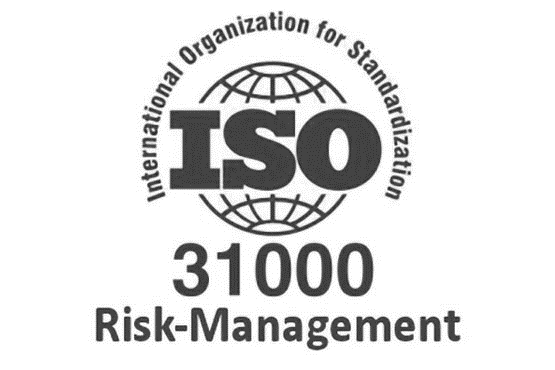 International Organization for Standardization
ISO
31000
Risk-Management